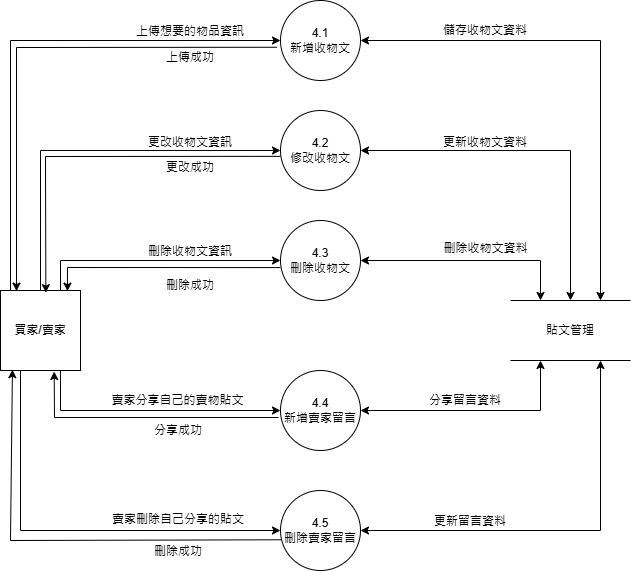 上傳想要的物品資訊
4.1
新增收物文
儲存收物文資料
上傳成功
更改收物文資訊
4.2
修改收物文
更新收物文資料
更改成功
刪除收物文資訊
4.3
刪除收物文
刪除收物文資料
刪除成功
買家/賣家
貼文管理
賣家分享自己的賣物貼文
4.4
新增賣家留言
分享留言資料
分享成功
賣家刪除自己分享的貼文
4.5
刪除賣家留言
更新留言資料
刪除成功